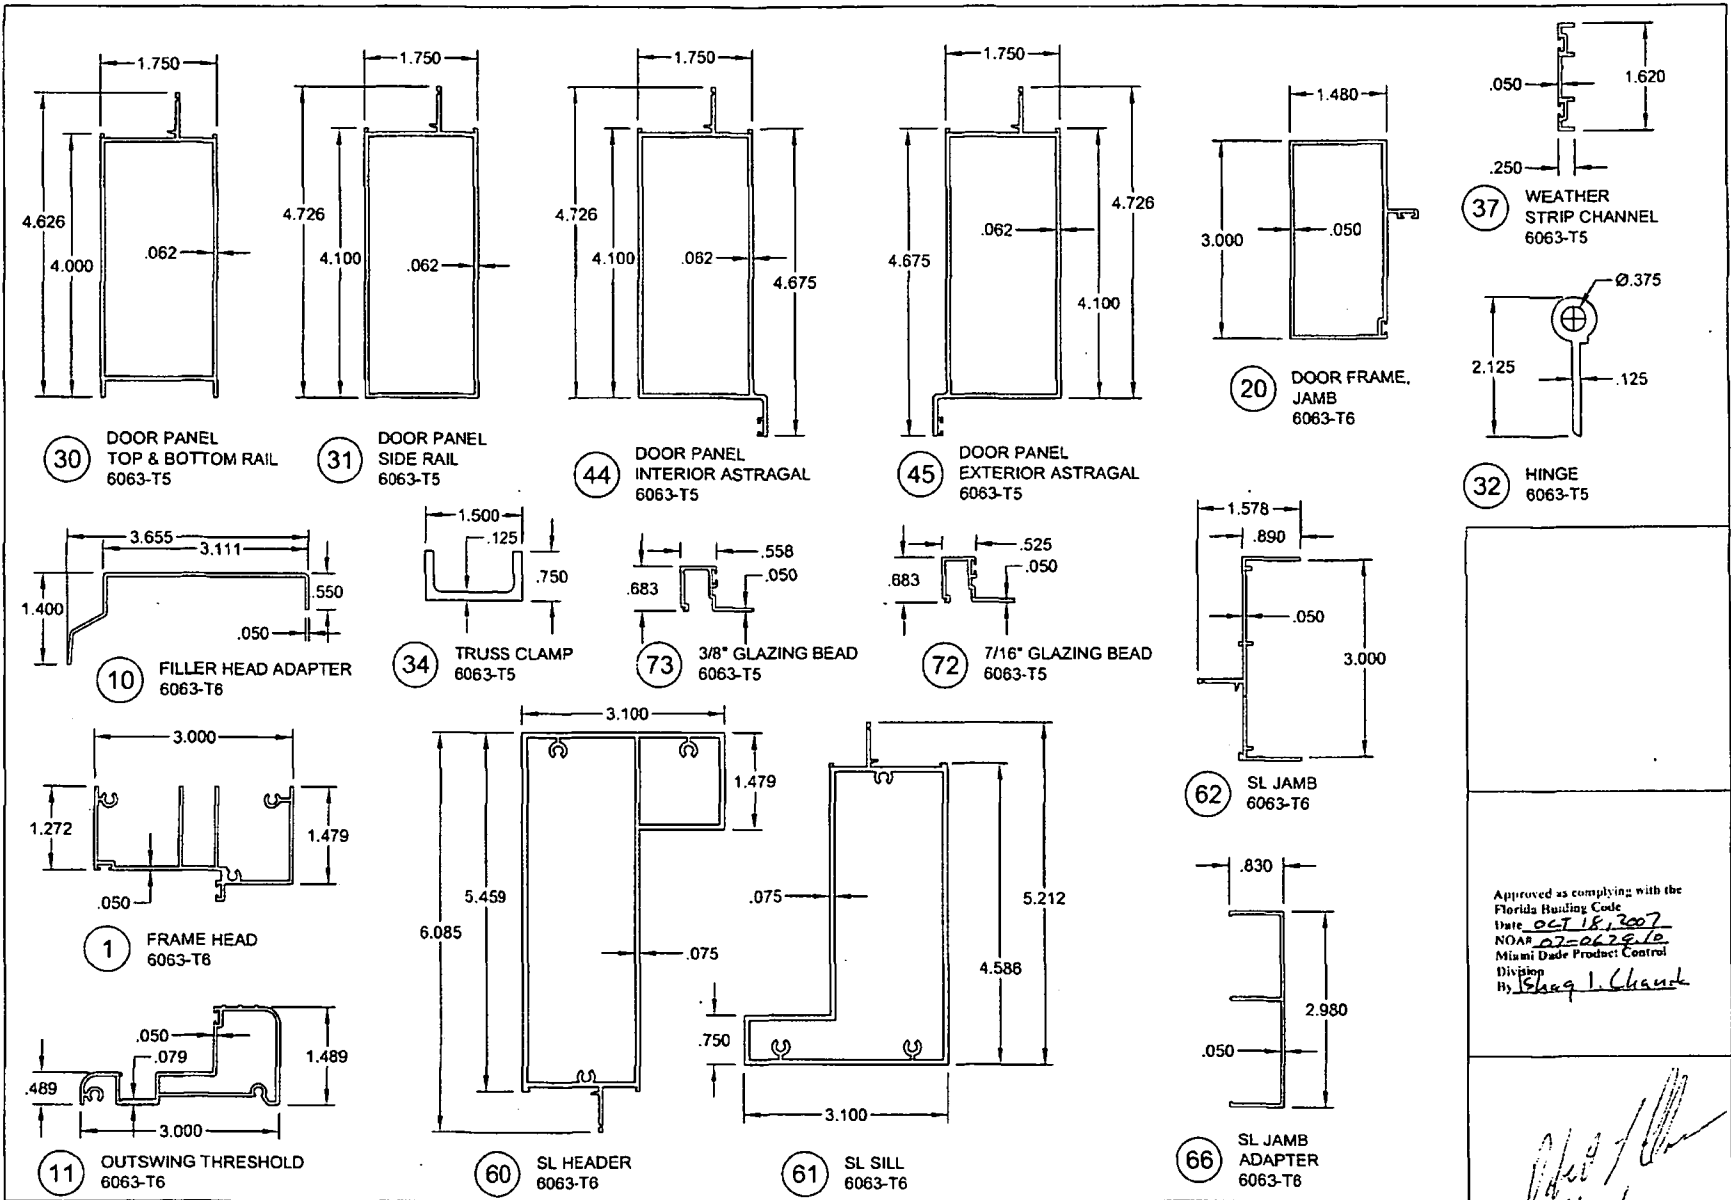 1.750
4.626
4.000
.062
30
DOOR PANEL
TOP & BOTTOM RAIL
6063-T5
1.750
4.726
4.100
.062
31
DOOR PANEL
SIDE RAIL
6063-T5
1.750
4.726
4.100
.062
4.675
44
DOOR PANEL
INTERIOR ASTRAGAL
6063-T5
1.750
4.675
.062
4.726
4.100
45
DOOR PANEL
EXTERIOR ASTRAGAL
6063-T5
1.480
3.000
.050
20
DOOR FRAME,
JAMB
6063-T6
.050
1.620
.250
37
WEATHER
STRIP CHANNEL
6063-T5
Ø.375
2.125
.125
32
HINGE
6063-T5
3.655
3.111
1.400
.550
.050
10
FILLER HEAD ADAPTER
6063-T6
1.500
.125
.750
34
TRUSS CLAMP
6063-T5
.558
.683
.050
73
3/8" GLAZING BEAD
6063-T5
.525
.683
.050
72
7/16" GLAZING BEAD
6063-T5
1.578
.890
.050
3.000
62
SL JAMB
6063-T6
3.000
1.272
1.479
.050
1
FRAME HEAD
6063-T6
3.100
6.085
5.459
1.479
.075
60
SL HEADER
6063-T6
.075
5.212
4.586
.750
3.100
61
SL SILL
6063-T6
.830
2.980
.050
66
SL JAMB
ADAPTER
6063-T6
.050
.079
.489
1.489
3.000
11
OUTSWING THRESHOLD
6063-T6
Approved as complying with the
Florida Building Code
Date OCT 18, 2007
NOA# 07-0629.10
Miami Dade Product Control
Division
By Ishaq I. Chanda